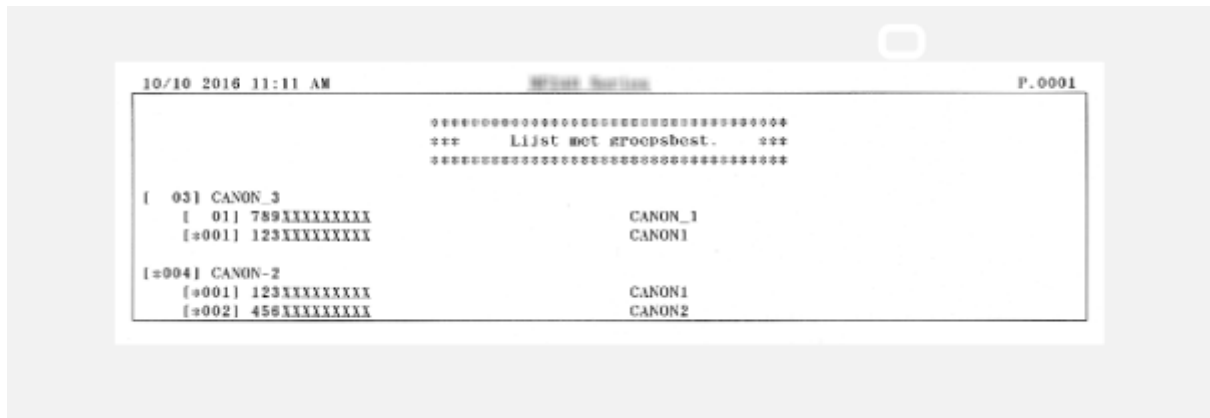 10/10 2016 11:11 AM P.0001
***********************************
*** Lijst met groepsbest. ***
***********************************
[ 03] CANON_3
[ 01] 789XXXXXXXXX CANON_1
[*001] 123XXXXXXXXX CANON1
[*004] CANON-2
[*001] 123XXXXXXXXX CANON1
[*002] 456XXXXXXXXX CANON2